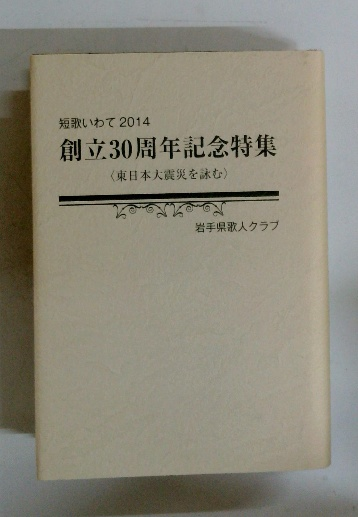 短歌いわて 2014
創立30周年記念特集
〈東日本大震災を詠む〉
岩手県歌人クラブ